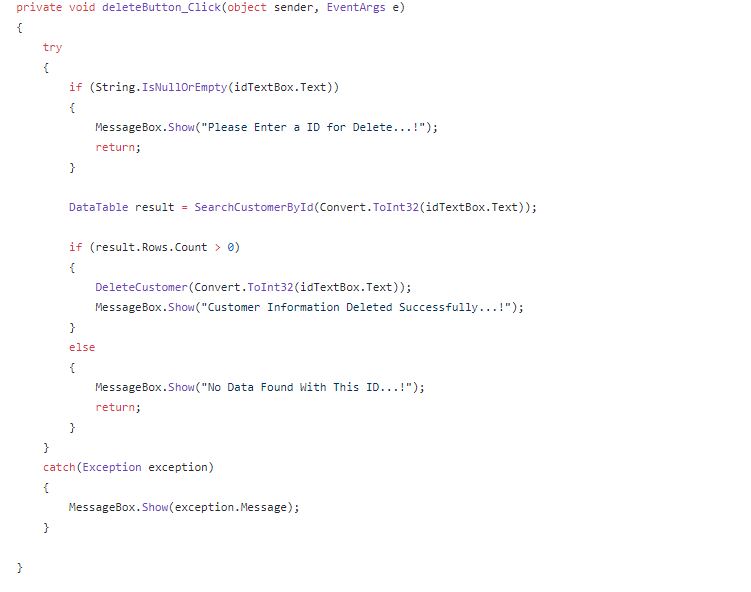 private void deleteButton_Click(object sender, EventArgs e)
{
    try
    {
        if (String.IsNullOrEmpty(idTextBox.Text))
        {
            MessageBox.Show("Please Enter a ID for Delete...!");
            return;
        }

        DataTable result = SearchCustomerById(Convert.ToInt32(idTextBox.Text));

        if (result.Rows.Count > 0)
        {
            DeleteCustomer(Convert.ToInt32(idTextBox.Text));
            MessageBox.Show("Customer Information Deleted Successfully...!");
        }
        else
        {
            MessageBox.Show("No Data Found With This ID...!");
            return;
        }
    }
    catch(Exception exception)
    {
        MessageBox.Show(exception.Message);
    }

}